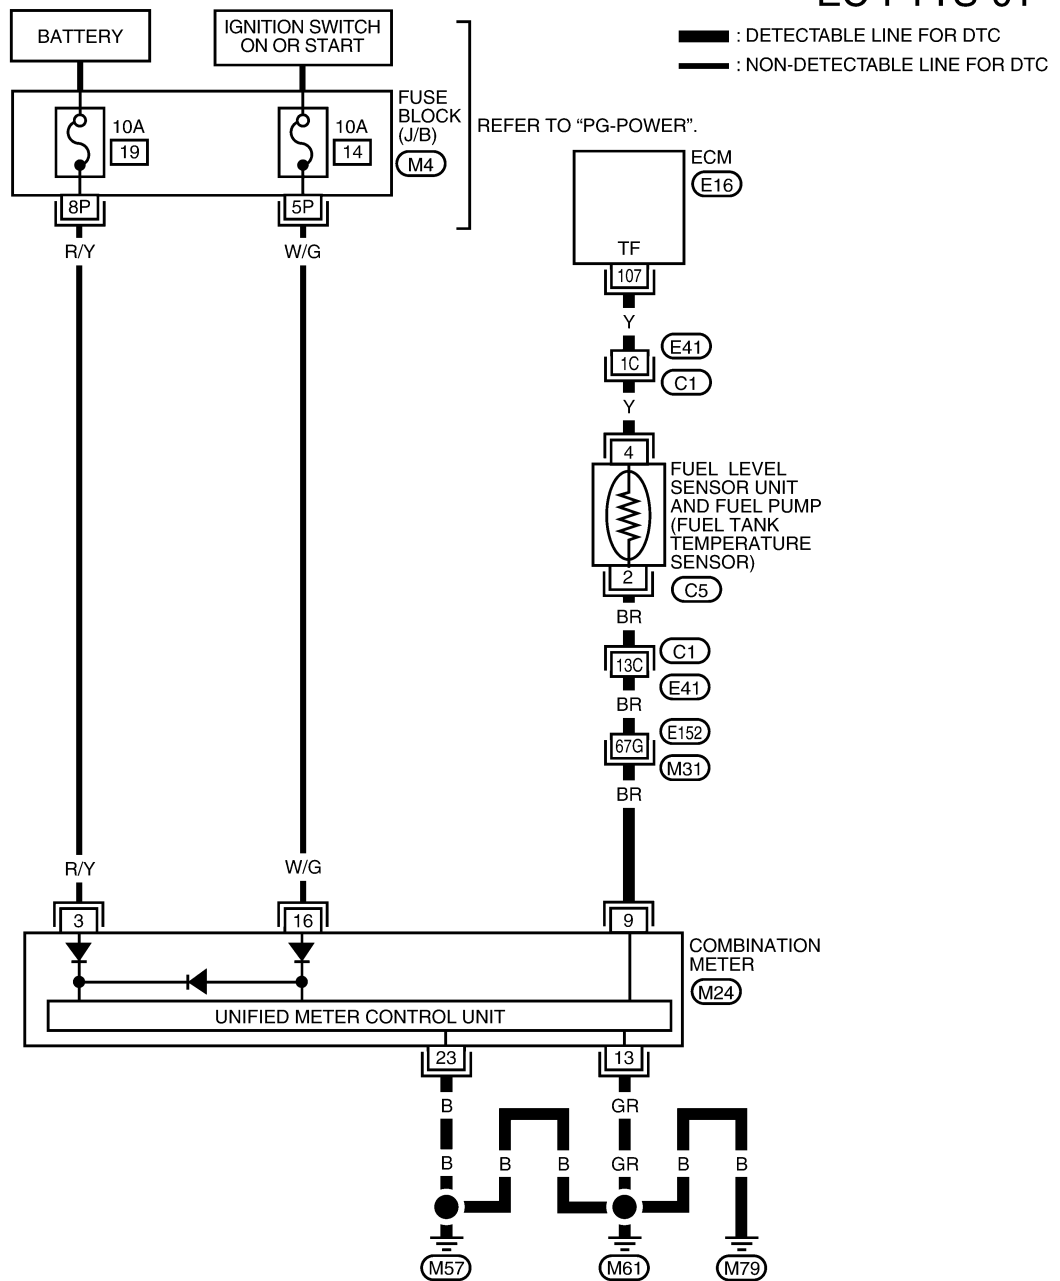 BATTERY
IGNITION SWITCH
ON OR START
: DETECTABLE LINE FOR DTC
: NON-DETECTABLE LINE FOR DTC
10A
19
10A
14
FUSE
BLOCK
(J/B)
M4
REFER TO “PG-POWER”.
8P
5P
R/Y
W/G
ECM
E16
TF
107
Y
E41
1C
C1
Y
4
FUEL LEVEL
SENSOR UNIT
AND FUEL PUMP
(FUEL TANK
TEMPERATURE
SENSOR)
2
C5
BR
C1
13C
E41
BR
E152
67G
M31
BR
R/Y
W/G
3
16
9
COMBINATION
METER
M24
UNIFIED METER CONTROL UNIT
23
13
B
GR
B
B
B
GR
B
B
M57
M61
M79